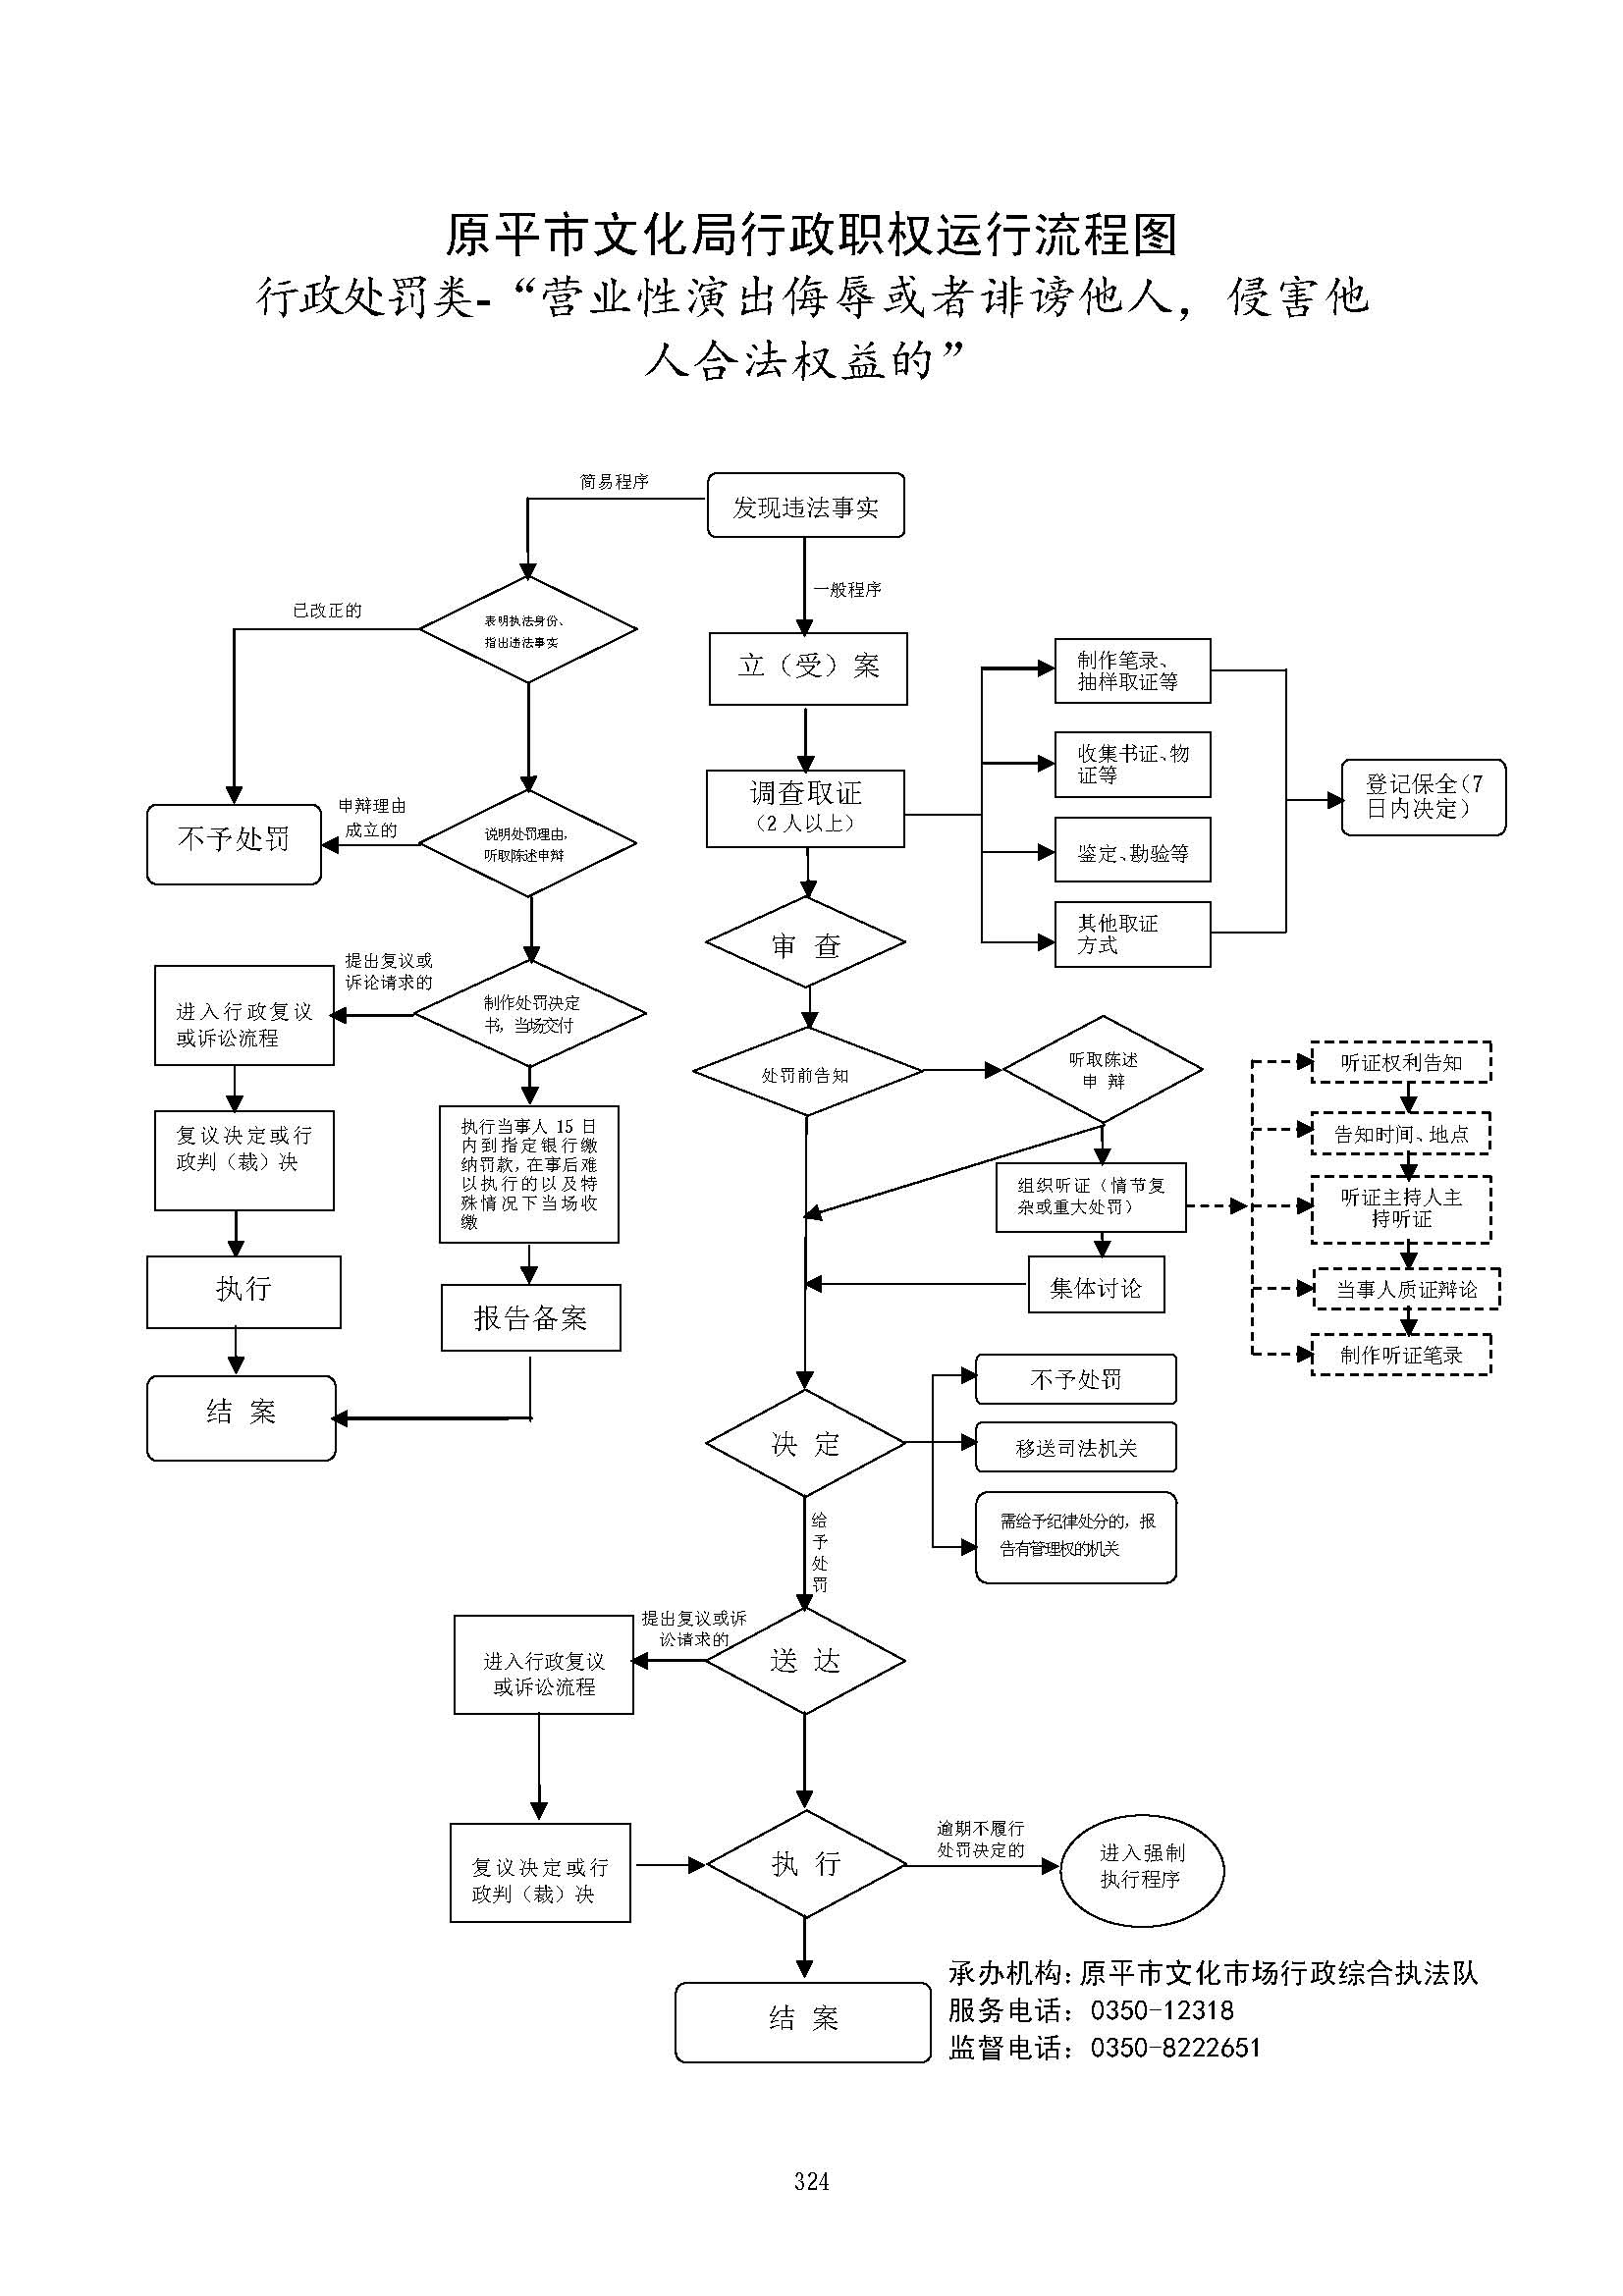 原平市文化局行政职权运行流程图
行政处罚类-“营业性演出侮辱或者诽谤他人，侵害他
人合法权益的”
简易程序
发现违法事实
一般程序
已改正的
表明执法身份、
指出违法事实
立（受）案
制作笔录、
抽样取证等
收集书证、物
证等
登记保全（7
日内决定）
调查取证
（2 人以上）
申辩理由
成立的
不予处罚
说明处罚理由，
听取陈述申辩
鉴定、勘验等
其他取证
方式
审 查
提出复议或
诉论请求的
进入行政复议
或诉讼流程
制作处罚决定
书，当场交付
处罚前告知
听取陈述
申 辩
听证权利告知
告知时间、地点
复议决定或行
政判（裁）决
执行当事人 15 日
内到指定银行缴
纳罚款，在事后难
以执行的以及特
殊情况下当场收
缴
组织听证（情节复
杂或重大处罚）
听证主持人主
持听证
执行
报告备案
集体讨论
当事人质证辩论
制作听证笔录
结 案
不予处罚
决 定
移送司法机关
需给予纪律处分的，报
告有管理权的机关
给
予
处
罚
提出复议或诉
讼请求的
进入行政复议
或诉讼流程
送 达
复议决定或行
政判（裁）决
执 行
逾期不履行
处罚决定的
进入强制
执行程序
结 案
承办机构：原平市文化市场行政综合执法队
服务电话：0350-12318
监督电话：0350-8222651
324